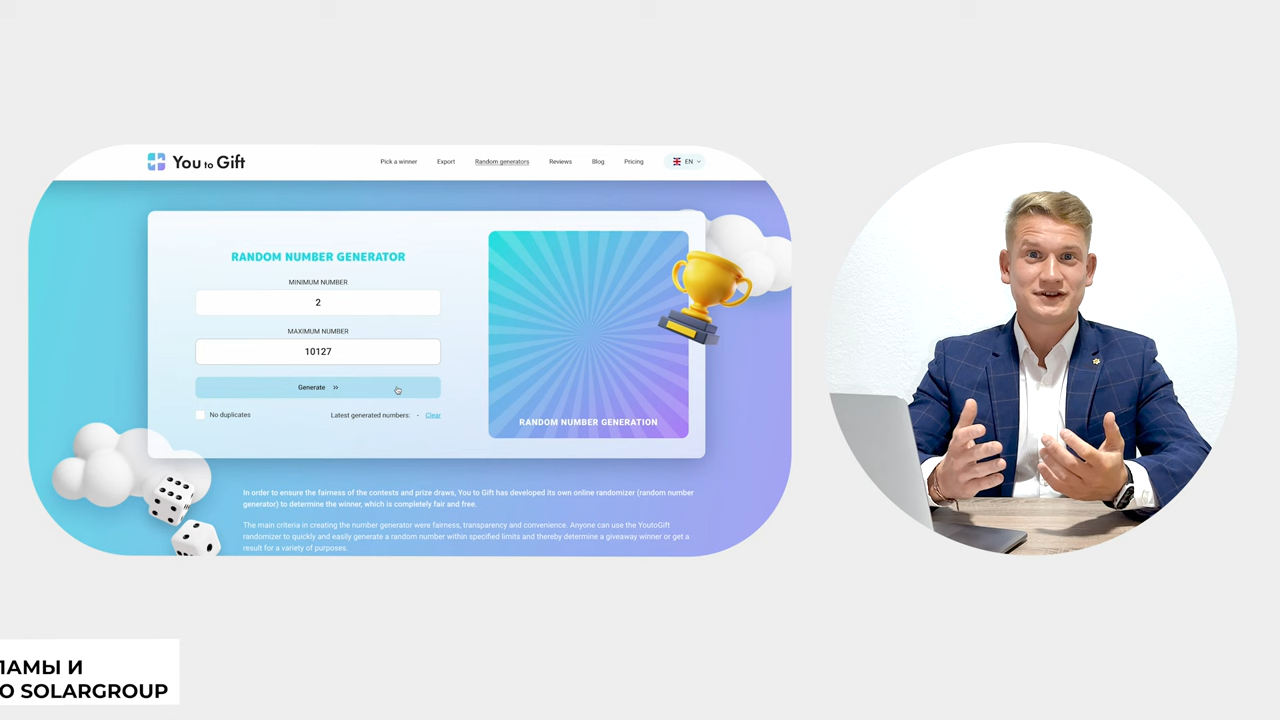 You to Gift
Pick a winner
Export
Random generators
Reviews
Blog
Pricing
EN
RANDOM NUMBER GENERATOR
MINIMUM NUMBER
2
MAXIMUM NUMBER
10127
Generate
No duplicates
Latest generated numbers: - Clear
RANDOM NUMBER GENERATION
In order to ensure the fairness of the contests and prize draws, You to Gift has developed its own online randomizer (random number
generator) to determine the winner, which is completely fair and free.
The main criteria in creating the number generator were fairness, transparency and convenience. Anyone can use the YoutoGift
randomizer to quickly and easily generate a random number within specified limits and thereby determine a giveaway winner or get a
result for a variety of purposes.
ЛАМЫ И
О SOLARGROUP